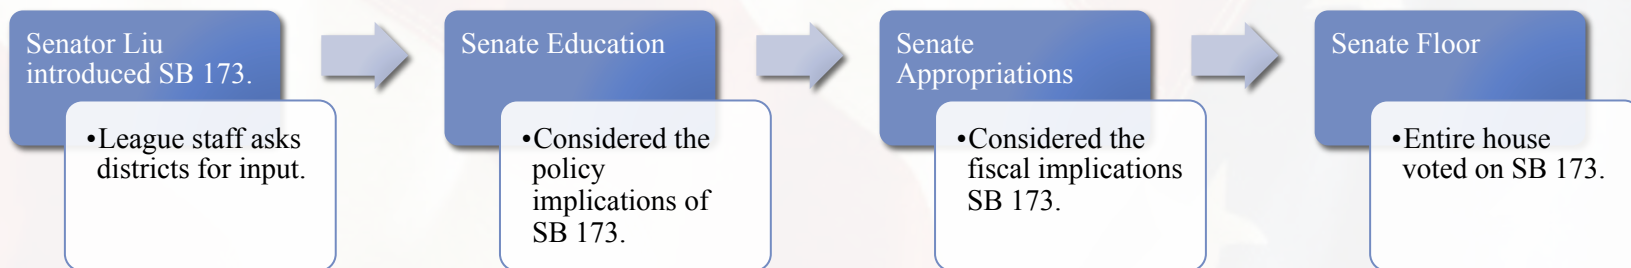 Senator Liu
introduced SB 173.
•League staff asks
districts for input.
Senate Education
•Considered the
policy
implications of
SB 173.
Senate
Appropriations
•Considered the
fiscal implications
SB 173.
Senate Floor
•Entire house
voted on SB 173.